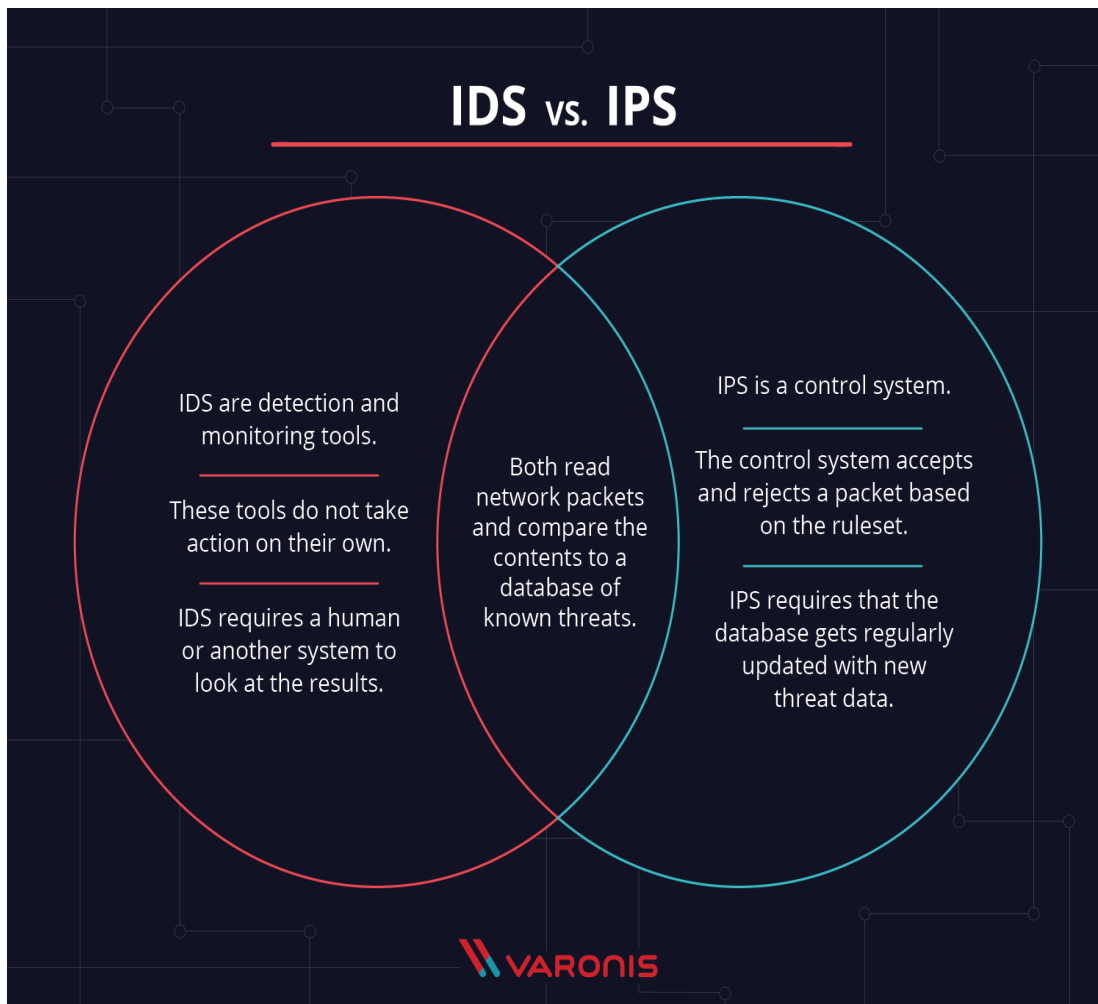 IDS vs. IPS
IDS are detection and
monitoring tools.
These tools do not take
action on their own.
IDS requires a human
or another system to
look at the results.
Both read
network packets
and compare the
contents to a
database of
known threats.
IPS is a control system.
The control system accepts
and rejects a packet based
on the ruleset.
IPS requires that the
database gets regularly
updated with new
threat data.
VARONIS